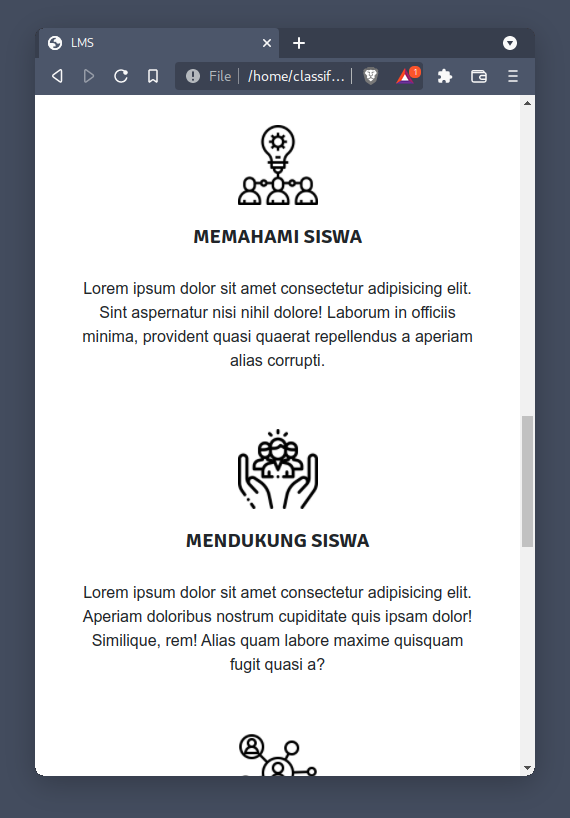 LMS
File
/home/classif...
1
MEMAHAMI SISWA
Lorem ipsum dolor sit amet consectetur adipisicing elit.
Sint aspernatur nisi nihil dolore! Laborum in officiis
minima, provident quasi quaerat repellendus a aperiam
alias corrupti.
MENDUKUNG SISWA
Lorem ipsum dolor sit amet consectetur adipisicing elit.
Aperiam doloribus nostrum cupiditate quis ipsam dolor!
Similique, rem! Alias quam labore maxime quisquam
fugit quasi a?